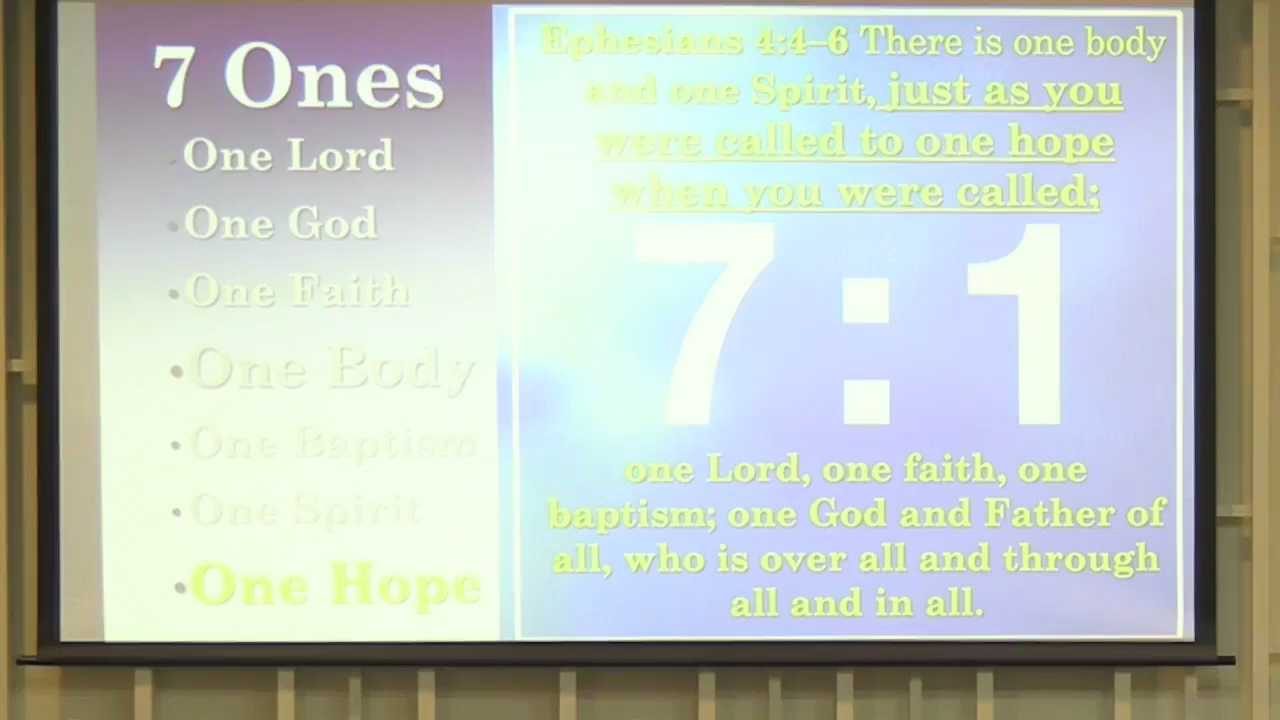 7 Ones
One Lord
One God
•One Faith
•One Body
•One Baptism
•One Spirit
•One Hope
Ephesians 4:4–6 There is one body
and one Spirit, just as you
were called to one hope
when you were called;
7:1
one Lord, one faith, one
baptism; one God and Father of
all, who is over all and through
all and in all.